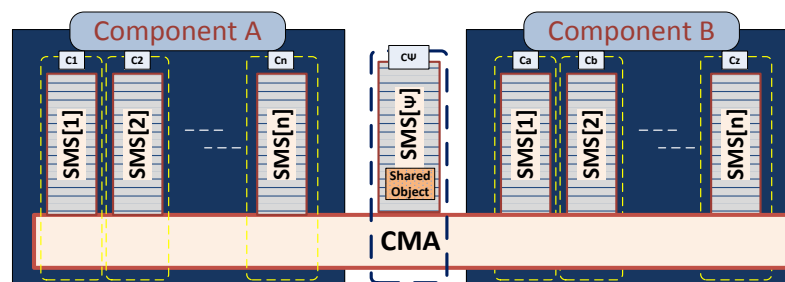 Component A
Component B
C1
C2
Cn
CΨ
Ca
Cb
Cz
SMS[1]
SMS[2]
SMS[n]
SMS[Ψ]
SMS[1]
SMS[2]
SMS[n]
Shared
Object
CMA